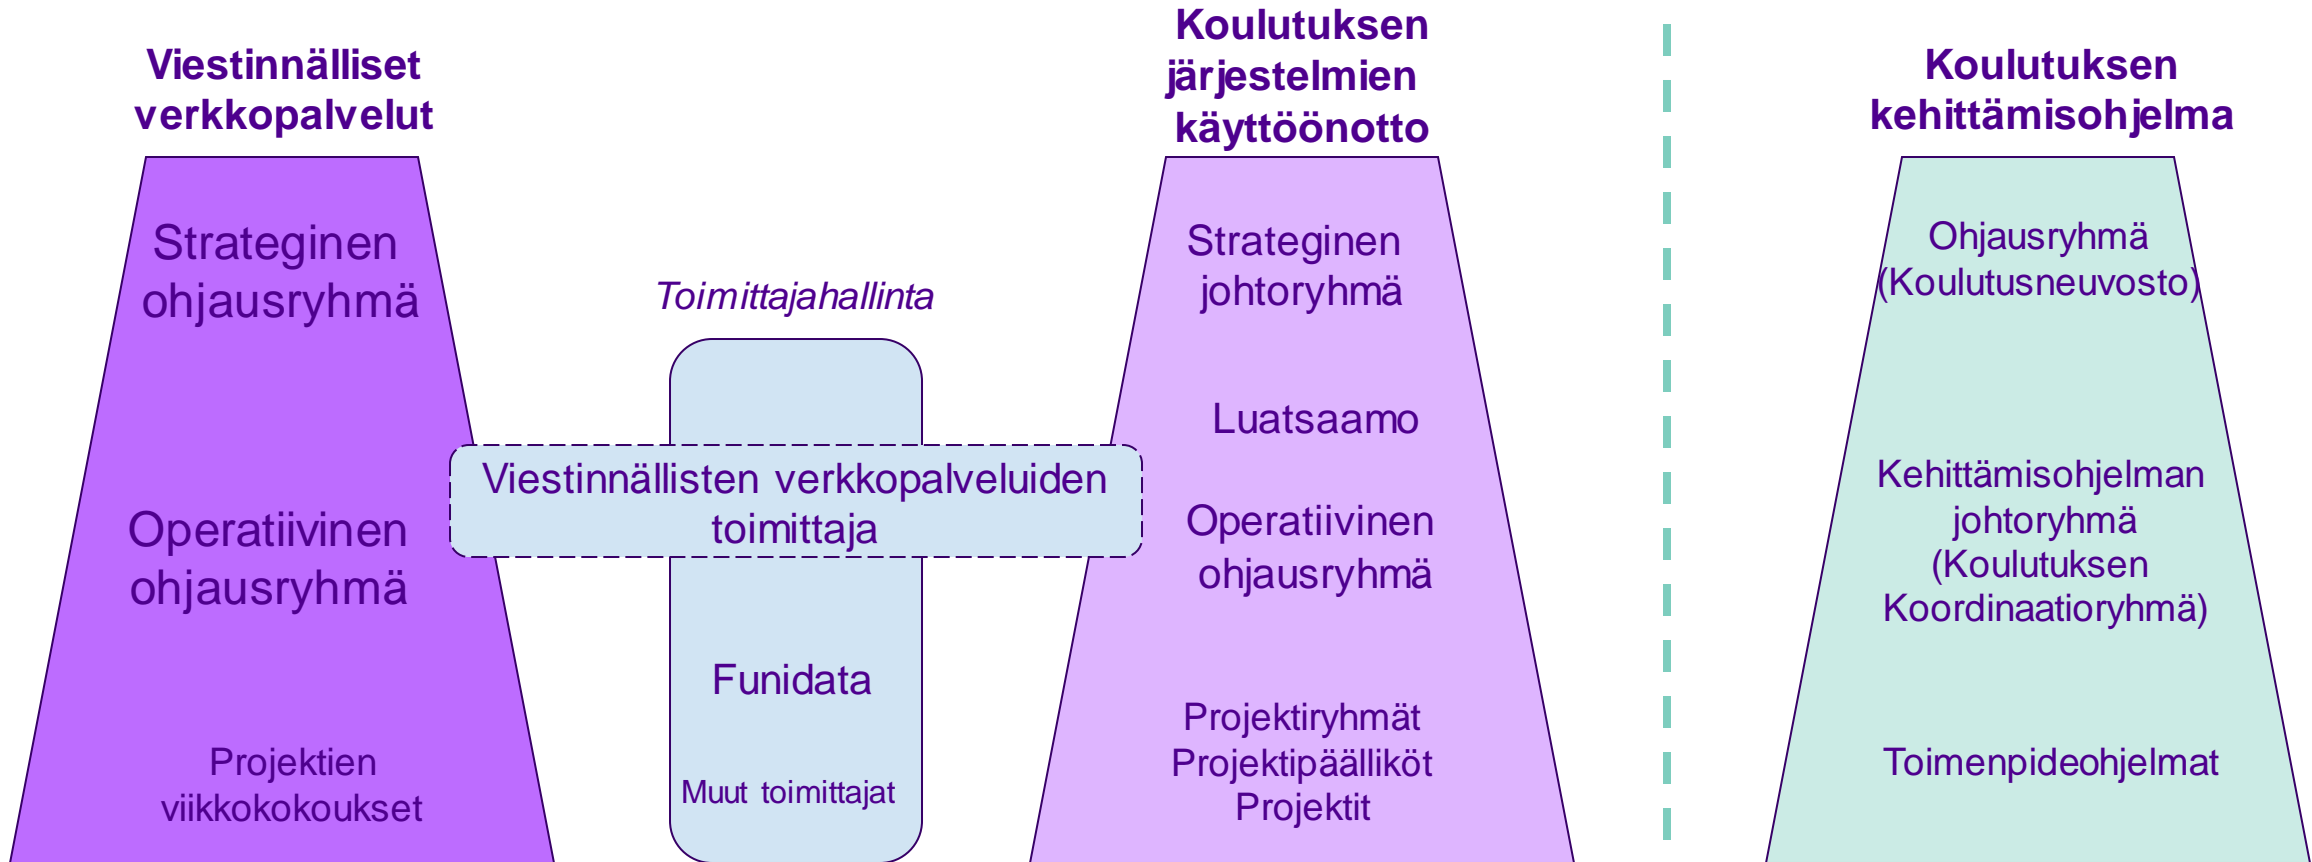 Viestinnälliset
verkkopalvelut
Strateginen
ohjausryhmä
Operatiivinen
ohjausryhmä
Projektien
viikkokokoukset
Toimittajahallinta
Viestinnällisten verkkopalveluiden
toimittaja
Funidata
Muut toimittajat
Koulutuksen
järjestelmien
käyttöönotto
Strateginen
johtoryhmä
Luatsaamo
Operatiivinen
ohjausryhmä
Projektiryhmät
Projektipäälliköt
Projektit
Koulutuksen
kehittämisohjelma
Ohjausryhmä
(Koulutusneuvosto)
Kehittämisohjelman
johtoryhmä
(Koulutuksen
Koordinaatioryhmä)
Toimenpideohjelmat